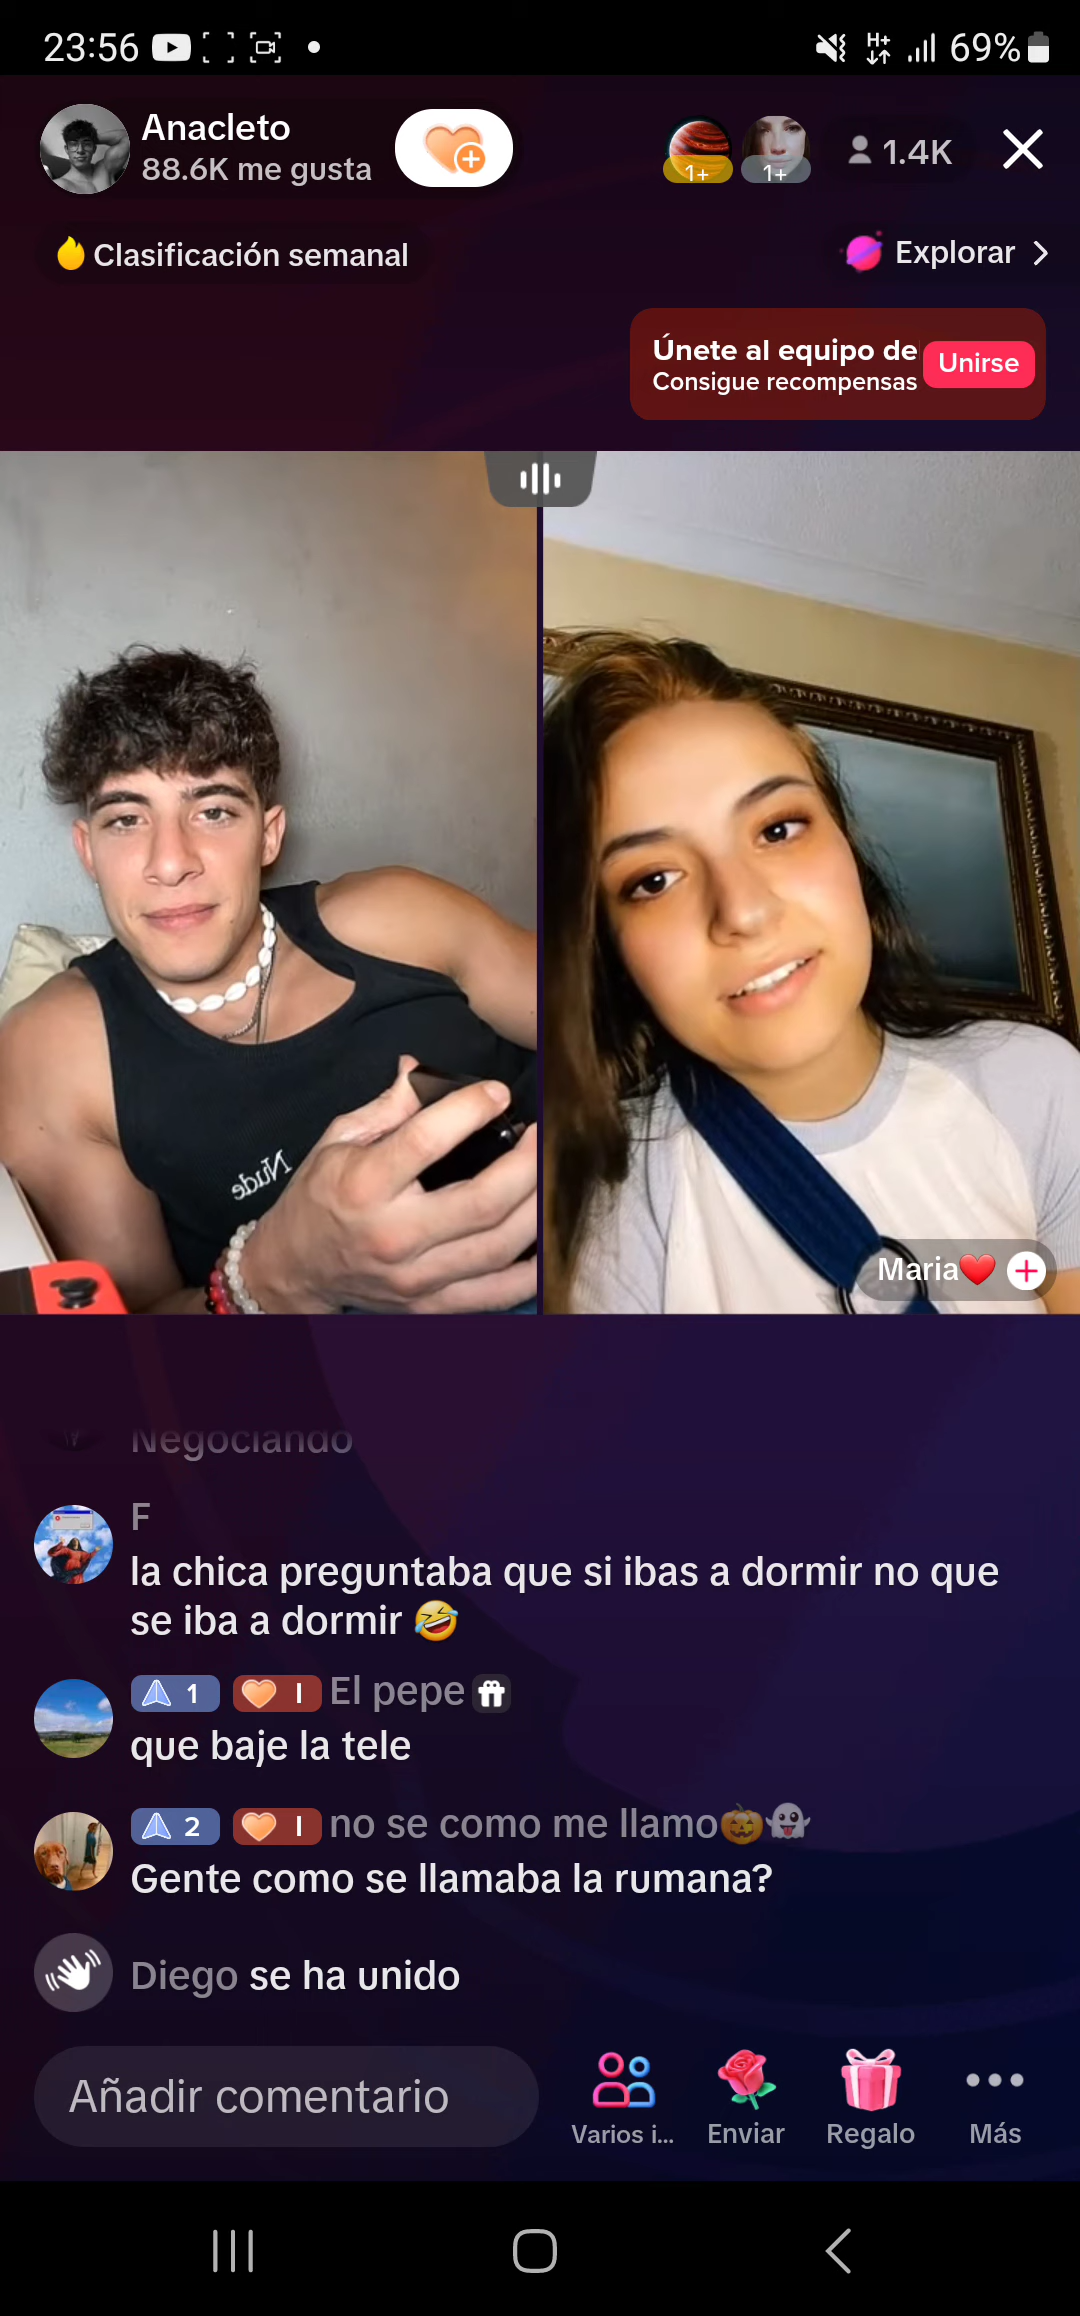 23:56
H+
69%
Anacleto
88.6K me gusta
1+
1+
1.4K
Clasificación semanal
Explorar
Únete al equipo de
Consigue recompensas
Unirse
Nude
Maria❤️
Negociando
F
la chica preguntaba que si ibas a dormir no que
se iba a dormir 🤣
1 I El pepe
que baje la tele
2 I no se como me llamo🎃👻
Gente como se llamaba la rumana?
Diego se ha unido
Añadir comentario
Varios i...
Enviar
Regalo
Más